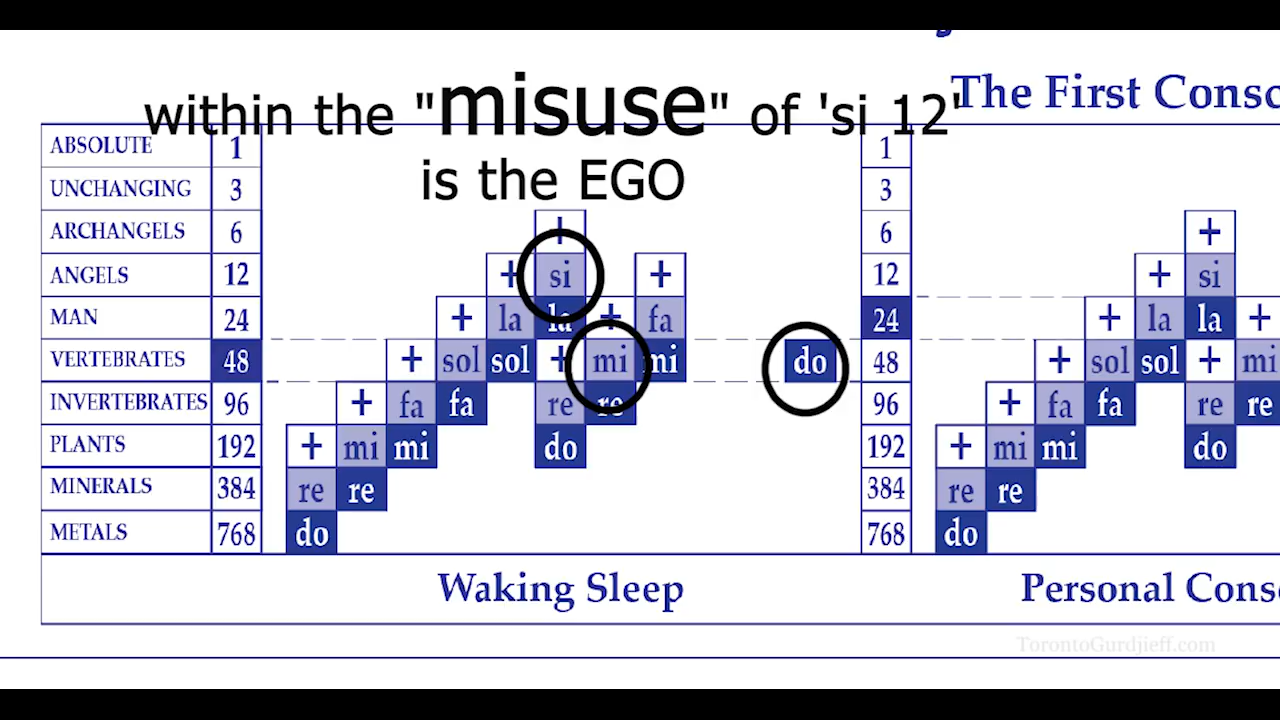 within the "misuse" of 'si 12'
is the EGO
The First Consc
ABSOLUTE 1 1
UNCHANGING 3 3
ARCHANGELS 6 + 6 +
ANGELS 12 + si + 12 + si
MAN 24 + la la + fa 24 + la la +
VERTEBRATES 48 + sol sol + mi mi do 48 + sol sol + mi
INVERTEBRATES 96 + fa fa re re 96 + fa fa re re
PLANTS 192 + mi mi do 192 + mi mi do
MINERALS 384 re re 384 re re
METALS 768 do 768 do
Waking Sleep
Personal Conse
TorontoGurdjieff.com